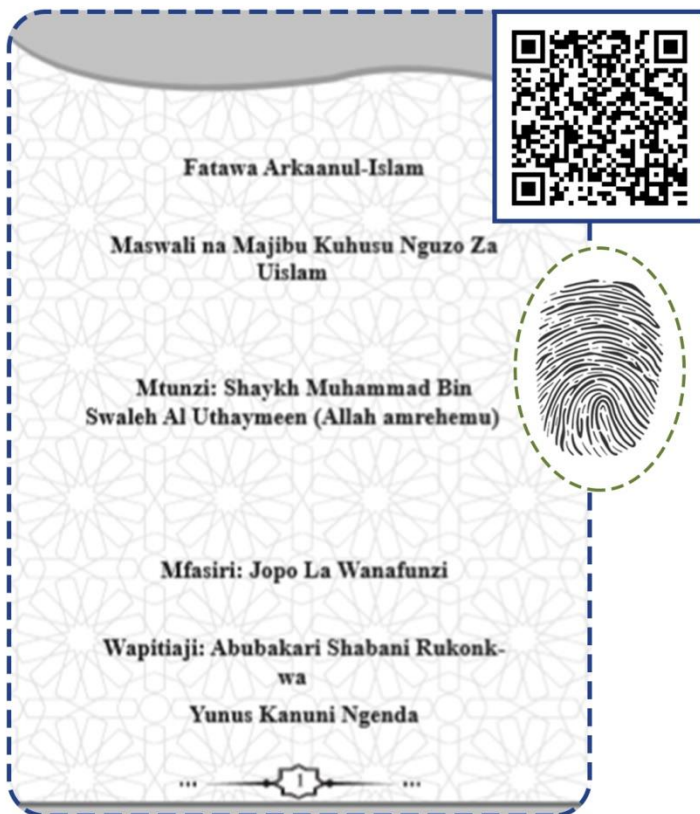 Fatawa Arkaanul-Islam
Maswali na Majibu Kuhusu Nguzo Za
Uislam
Mtunzi: Shaykh Muhammad Bin
Swaleh Al Uthaymeen (Allah amrehemu)
Mfasiri: Jopo La Wanafunzi
Wapitiaji: Abubakari Shabani Rukonk-
wa
Yunus Kanuni Ngenda
... 1 ...